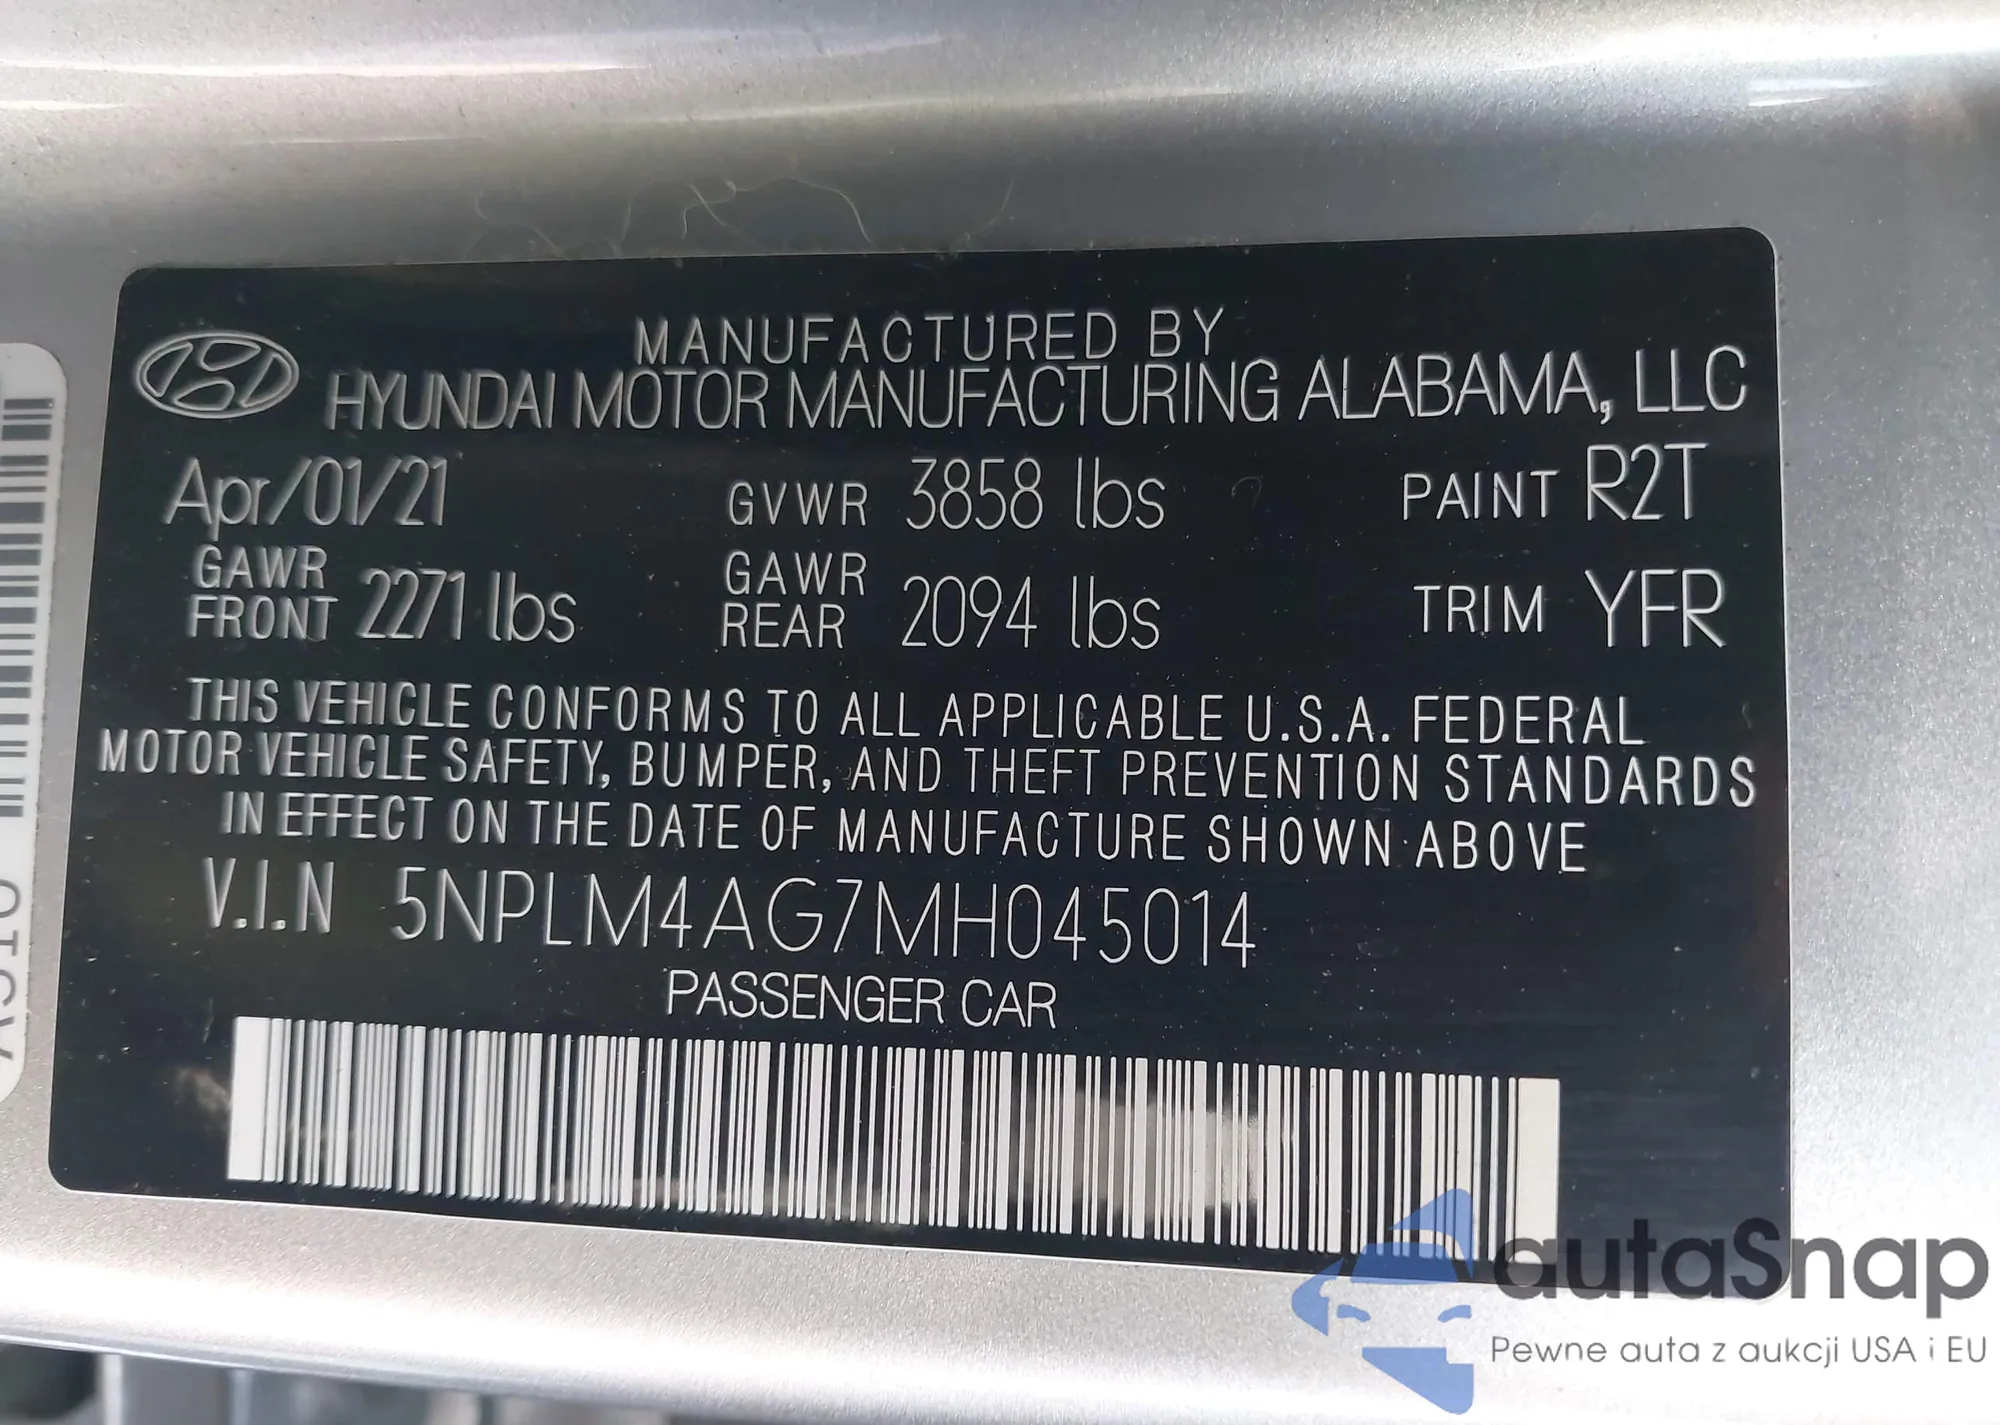 MANUFACTURED BY
HYUNDAI MOTOR MANUFACTURING ALABAMA, LLC
Apr/01/21 GVWR 3858 lbs PAINT R2T
GAWR FRONT 2271 lbs GAWR REAR 2094 lbs TRIM YFR
THIS VEHICLE CONFORMS TO ALL APPLICABLE U.S.A. FEDERAL
MOTOR VEHICLE SAFETY, BUMPER, AND THEFT PREVENTION STANDARDS
IN EFFECT ON THE DATE OF MANUFACTURE SHOWN ABOVE
V.I.N 5NPLM4AG7MH045014
PASSENGER CAR
autaSnap
Pewne auta z aukcji USA i EU